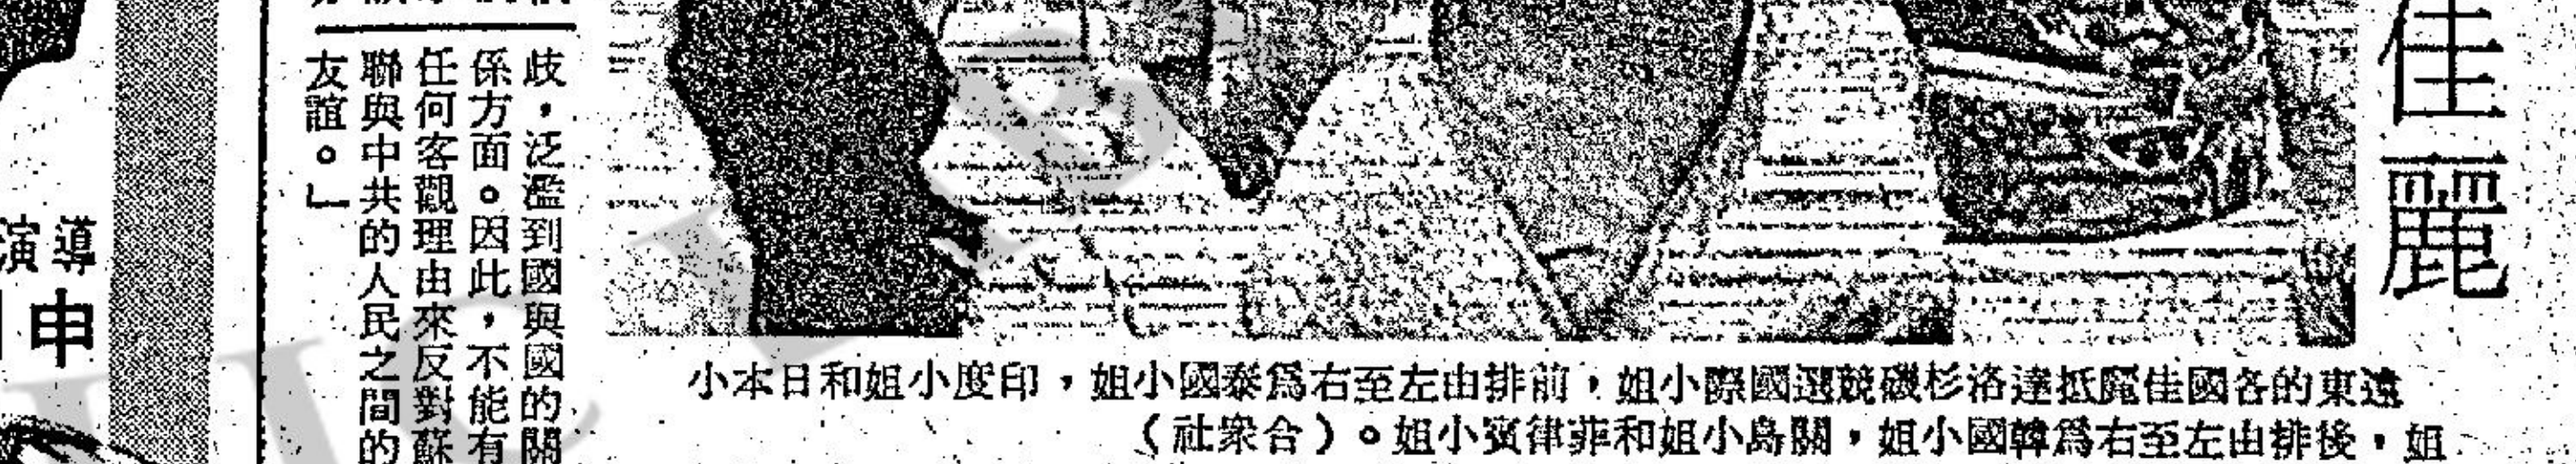 佳麗
遠東的各國佳麗抵達洛杉磯競選國際小姐，前排由左至右爲泰國小姐，印度小姐和日本小
姐，後排由左至右爲韓國小姐，關島小姐和菲律賓小姐。（合衆社）
歧，泛濫到國與國的關
係方面。因此，不能有
任何客觀理由來反對蘇
聯與中共的人民之間的
友誼。」
導演
申